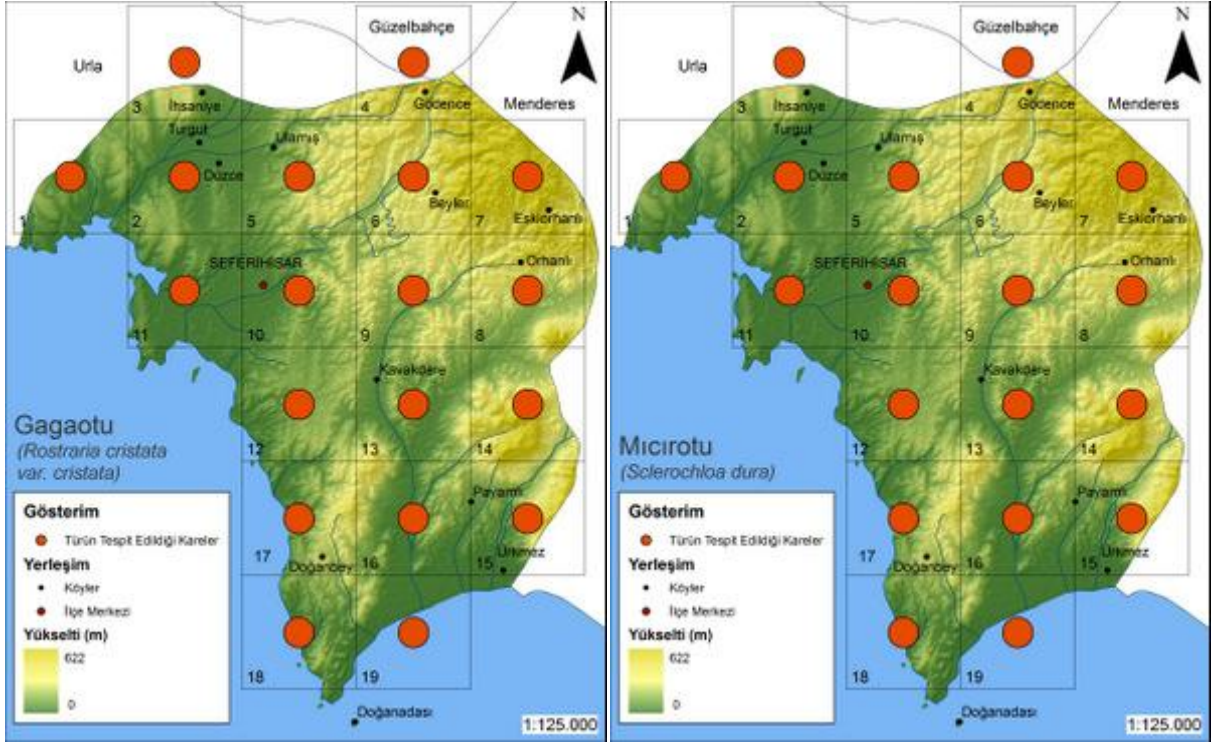 N
Güzelbahçe
Urla
Gödence
Menderes
İhsaniye
3
4
Turgut
Ulamış
Düzce
Beyler
Eskiorhanlı
1
2
5
6
7
Orhanlı
SEFERİHİSAR
11
10
9
8
Kavakdere
Gagaotu
(Rostraria cristata
var. cristata)
12
13
14
Payamlı
Gösterim
Türün Tespit Edildiği Kareler
Yerleşim
Köyler
İlçe Merkezi
Yükselti (m)
622
0
17
Doğanbey
16
15
Ürkmez
18
19
Doğanadası
1:125.000
N
Güzelbahçe
Urla
Gödence
Menderes
İhsaniye
3
4
Turgut
Ulamış
Düzce
Beyler
Eskiorhanlı
1
2
5
6
7
Orhanlı
SEFERİHİSAR
11
10
9
8
Kavakdere
Mıcırotu
(Sclerochloa dura)
12
13
14
Payamlı
Gösterim
Türün Tespit Edildiği Kareler
Yerleşim
Köyler
İlçe Merkezi
Yükselti (m)
622
0
17
Doğanbey
16
15
Ürkmez
18
19
Doğanadası
1:125.000